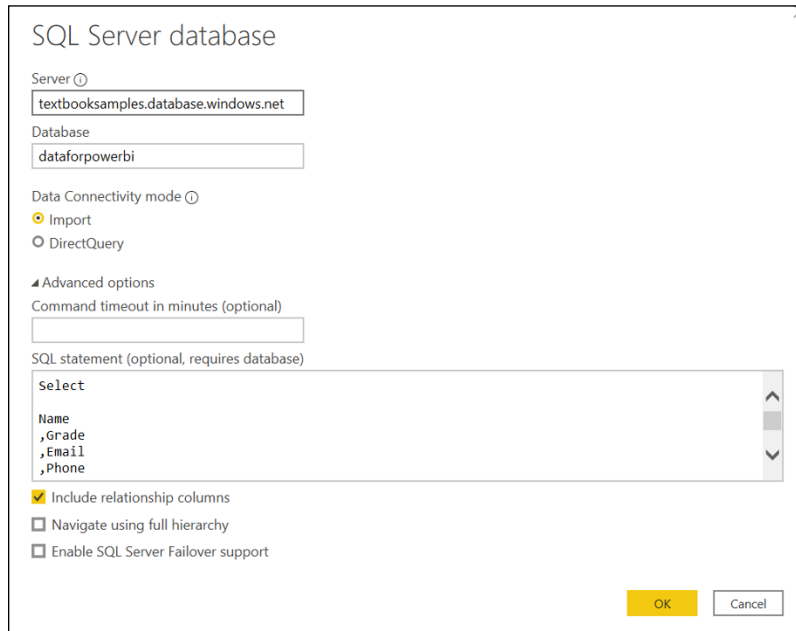 SQL Server database
Server
textbooksamples.database.windows.net
Database
dataforpowerbi
Data Connectivity mode
Import
DirectQuery
Advanced options
Command timeout in minutes (optional)
SQL statement (optional, requires database)
Select
Name
,Grade
,Email
,Phone
Include relationship columns
Navigate using full hierarchy
Enable SQL Server Failover support
OK Cancel